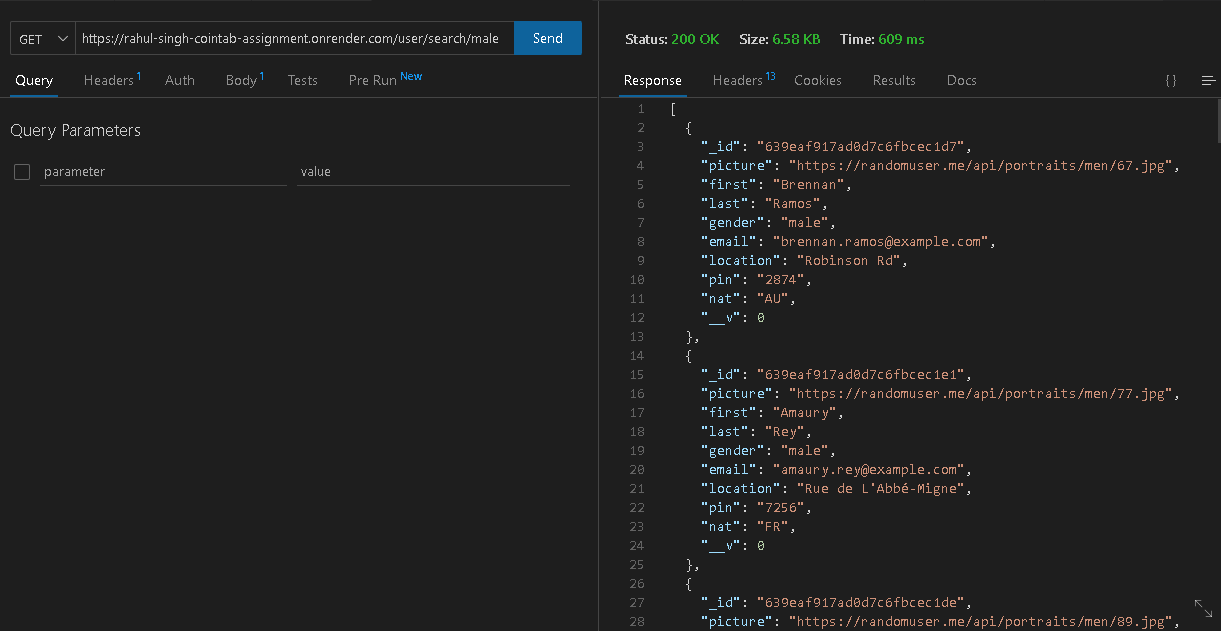 GET https://rahul-singh-cointab-assignment.onrender.com/user/search/male Send
Query Headers 1 Auth Body 1 Tests Pre Run New
Query Parameters
parameter value
Status: 200 OK Size: 6.58 KB Time: 609 ms
Response Headers 13 Cookies Results Docs {}
1 [
2 {
3 "_id": "639eaf917ad0d7c6fbcec1d7",
4 "picture": "https://randomuser.me/api/portraits/men/67.jpg",
5 "first": "Brennan",
6 "last": "Ramos",
7 "gender": "male",
8 "email": "brennan.ramos@example.com",
9 "location": "Robinson Rd",
10 "pin": "2874",
11 "nat": "AU",
12 "__v": 0
13 },
14 {
15 "_id": "639eaf917ad0d7c6fbcec1e1",
16 "picture": "https://randomuser.me/api/portraits/men/77.jpg",
17 "first": "Amaury",
18 "last": "Rey",
19 "gender": "male",
20 "email": "amaury.rey@example.com",
21 "location": "Rue de L'Abbé-Migne",
22 "pin": "7256",
23 "nat": "FR",
24 "__v": 0
25 },
26 {
27 "_id": "639eaf917ad0d7c6fbcec1de",
28 "picture": "https://randomuser.me/api/portraits/men/89.jpg",